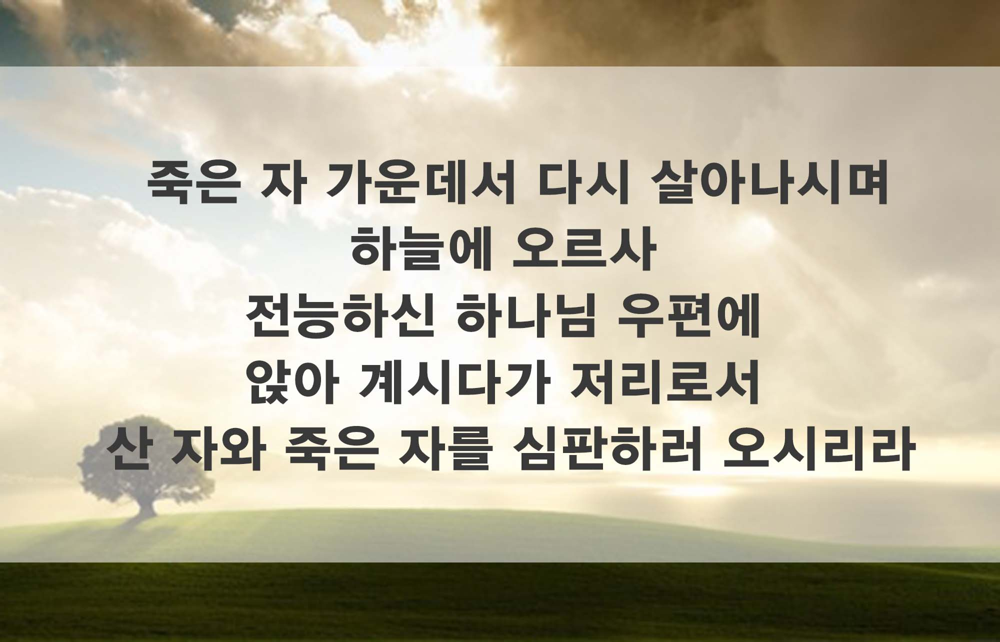 죽은 자 가운데서 다시 살아나시며
하늘에 오르사
전능하신 하나님 우편에
앉아 계시다가 저리로서
산 자와 죽은 자를 심판하러 오시리라